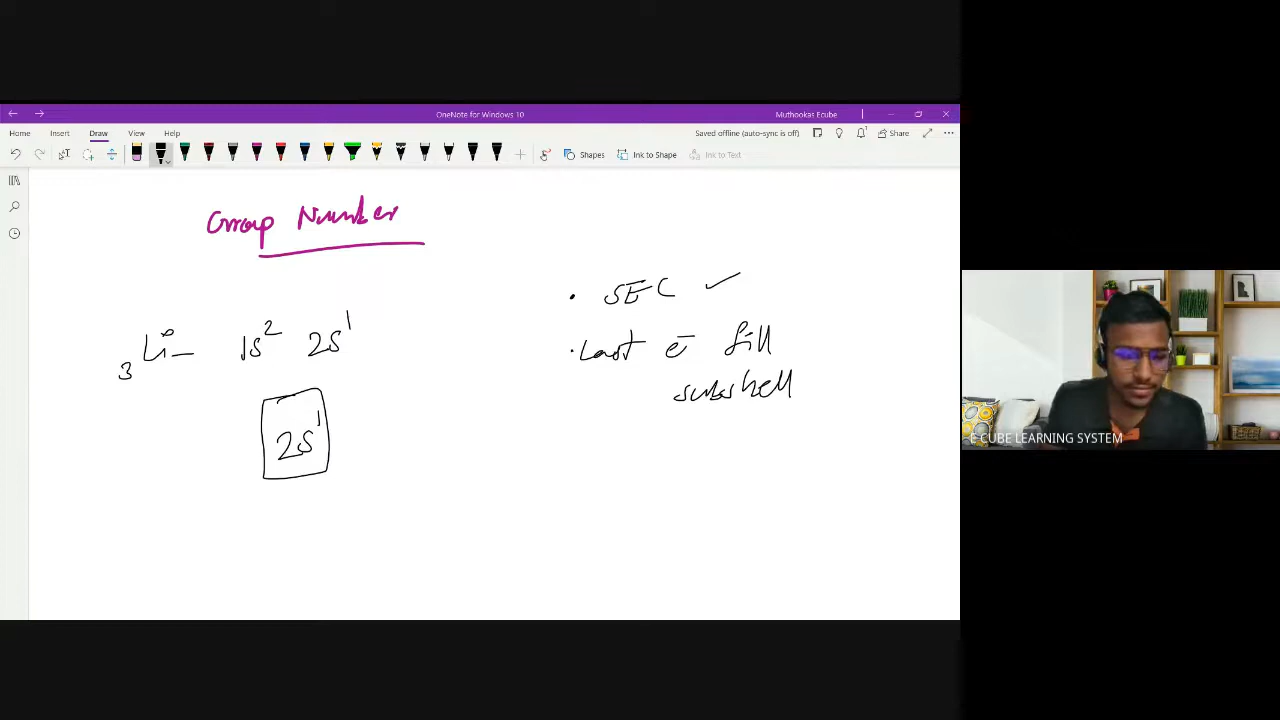 OneNote for Windows 10
Muthookas Ecube
Home Insert Draw View Help
Saved offline (auto-sync is off)
Share
Shapes
Ink to Shape
Ink to Text
Group Number
3Li - 1s² 2s¹
2s¹
• SEC ✓
• Last e⁻ fill
subshell
E CUBE LEARNING SYSTEM